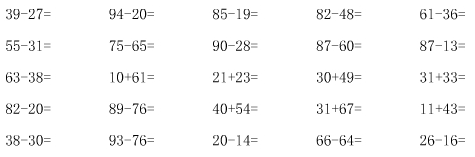 39-27= 94-20= 85-19= 82-48= 61-36=
55-31= 75-65= 90-28= 87-60= 87-13=
63-38= 10+61= 21+23= 30+49= 31+33=
82-20= 89-76= 40+54= 31+67= 11+43=
38-30= 93-76= 20-14= 66-64= 26-16=